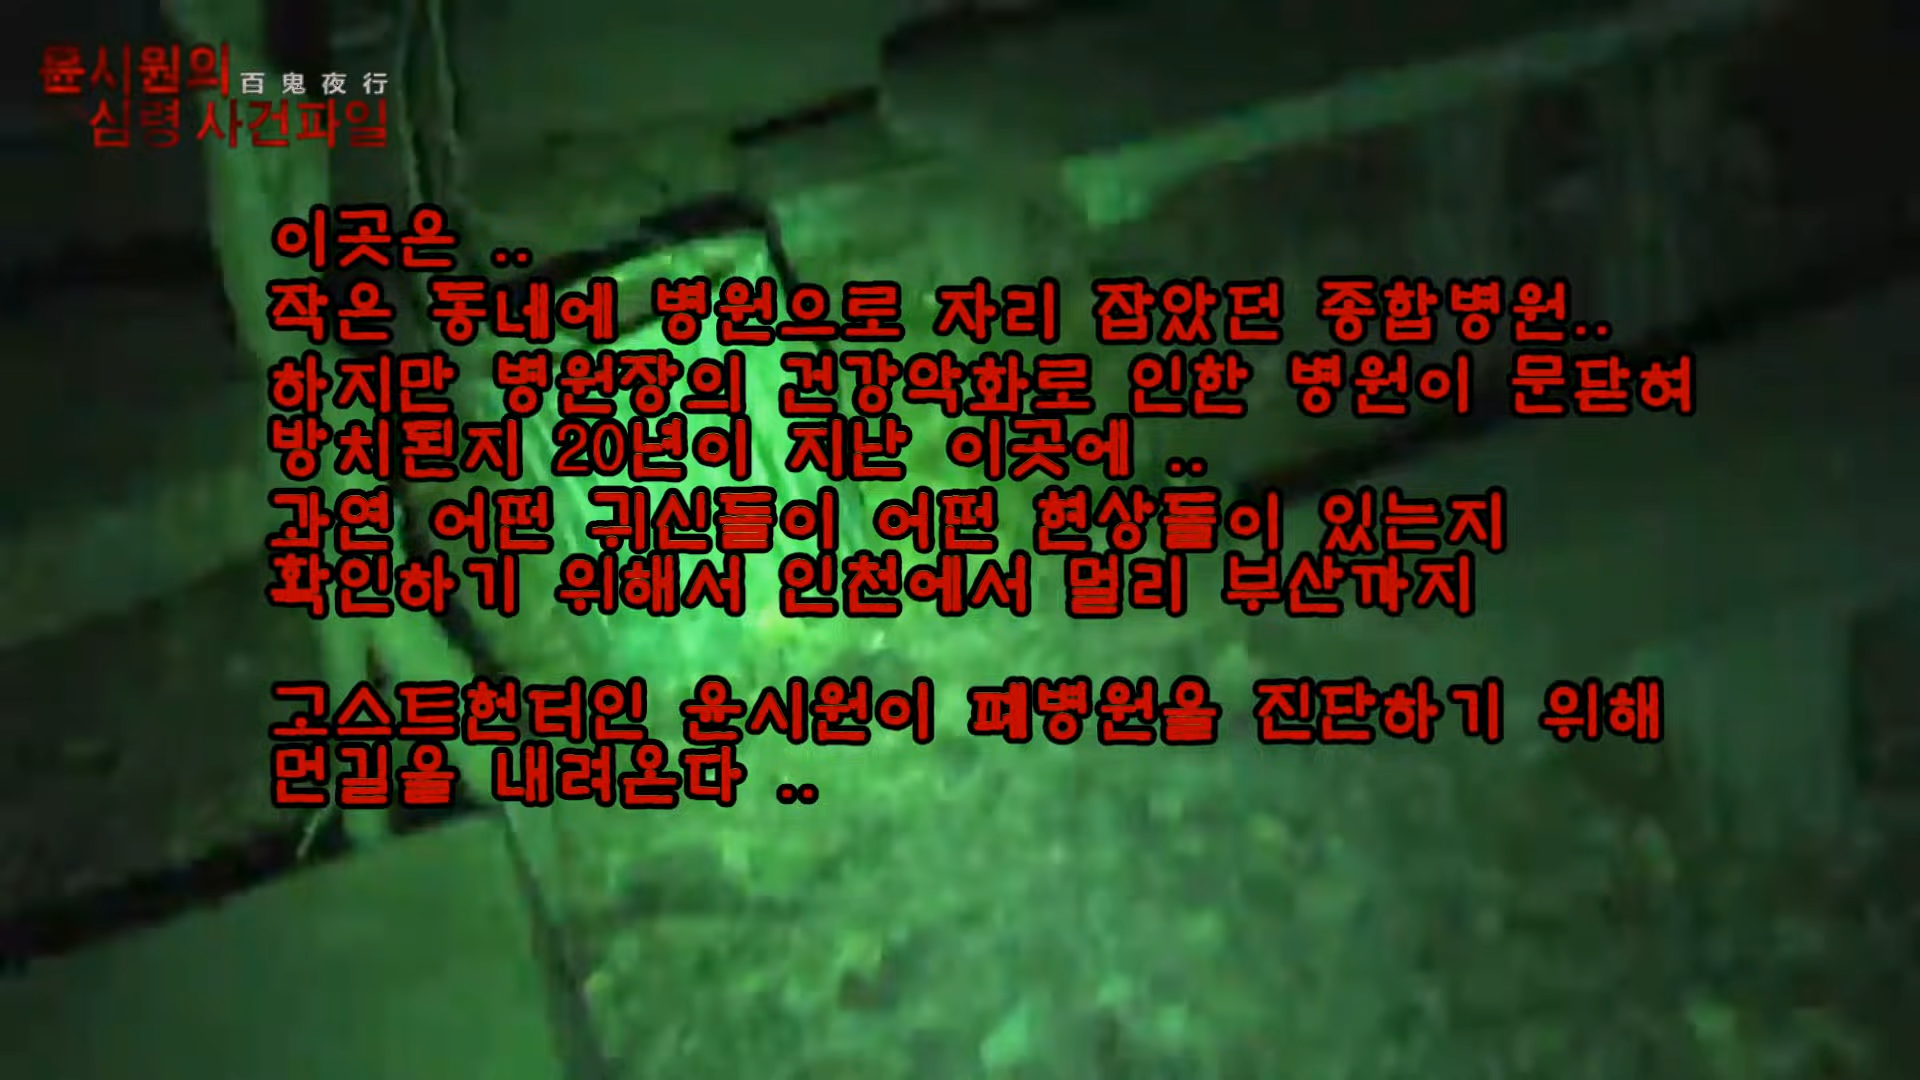 윤시원의 百鬼夜行
심령 사건파일
이곳은 ..
작은 동네에 병원으로 자리 잡았던 종합병원..
하지만 병원장의 건강악화로 인한 병원이 문닫혀
방치된지 20년이 지난 이곳에 ..
과연 어떤 귀신들이 어떤 현상들이 있는지
확인하기 위해서 인천에서 멀리 부산까지
고스트헌터인 윤시원이 폐병원을 진단하기 위해
먼길을 내려온다 ..